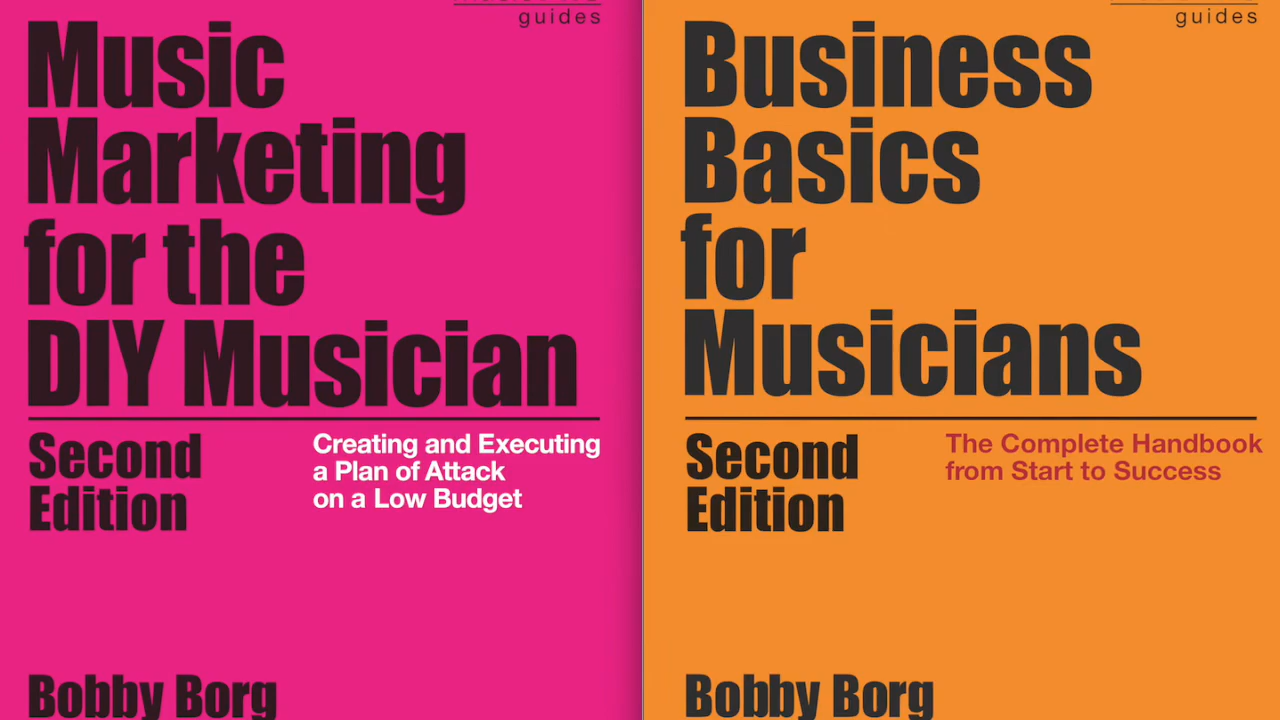 guides
Music
Marketing
for the
DIY Musician
Second
Edition
Creating and Executing
a Plan of Attack
on a Low Budget
Bobby Borg
guides
Business
Basics
for
Musicians
Second
Edition
The Complete Handbook
from Start to Success
Bobby Borg